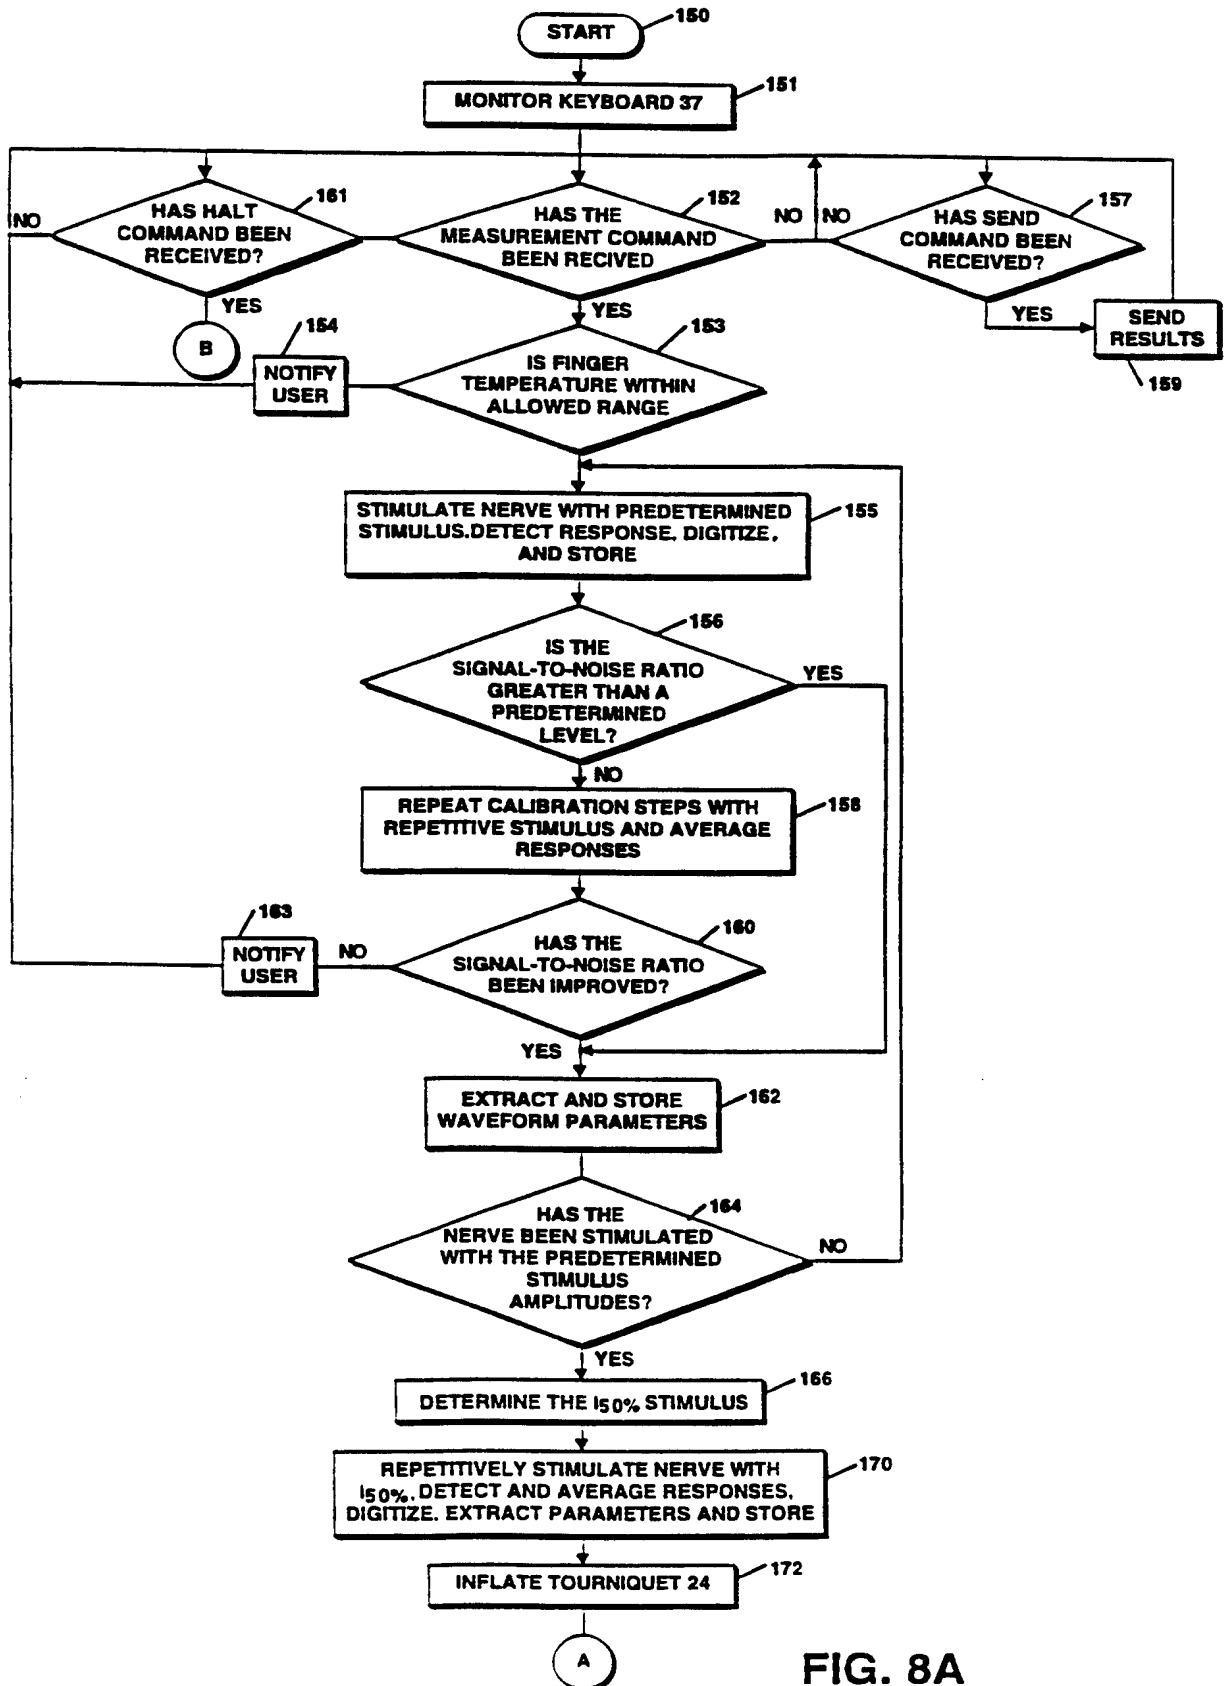 START
150
MONITOR KEYBOARD 37
151
NO
HAS HALT
COMMAND BEEN
RECEIVED?
161
YES
B
HAS THE
MEASUREMENT COMMAND
BEEN RECIVED
152
NO
YES
NO
HAS SEND
COMMAND BEEN
RECEIVED?
157
YES
SEND
RESULTS
159
154
NOTIFY
USER
IS FINGER
TEMPERATURE WITHIN
ALLOWED RANGE
153
STIMULATE NERVE WITH PREDETERMINED
STIMULUS.DETECT RESPONSE, DIGITIZE,
AND STORE
155
IS THE
SIGNAL-TO-NOISE RATIO
GREATER THAN A
PREDETERMINED
LEVEL?
156
YES
NO
REPEAT CALIBRATION STEPS WITH
REPETITIVE STIMULUS AND AVERAGE
RESPONSES
158
163
NOTIFY
USER
NO
HAS THE
SIGNAL-TO-NOISE RATIO
BEEN IMPROVED?
160
YES
EXTRACT AND STORE
WAVEFORM PARAMETERS
162
HAS THE
NERVE BEEN STIMULATED
WITH THE PREDETERMINED
STIMULUS
AMPLITUDES?
164
NO
YES
DETERMINE THE I50% STIMULUS
166
REPETITIVELY STIMULATE NERVE WITH
I50%, DETECT AND AVERAGE RESPONSES,
DIGITIZE, EXTRACT PARAMETERS AND STORE
170
INFLATE TOURNIQUET 24
172
A
FIG. 8A